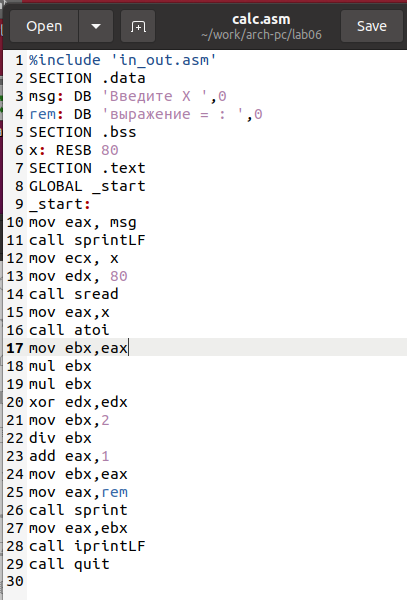 Open
calc.asm
~/work/arch-pc/lab06
Save
1 %include 'in_out.asm'
2 SECTION .data
3 msg: DB 'Введите X ',0
4 rem: DB 'выражение = : ',0
5 SECTION .bss
6 x: RESB 80
7 SECTION .text
8 GLOBAL _start
9 _start:
10 mov eax, msg
11 call sprintLF
12 mov ecx, x
13 mov edx, 80
14 call sread
15 mov eax,x
16 call atoi
17 mov ebx,eax
18 mul ebx
19 mul ebx
20 xor edx,edx
21 mov ebx,2
22 div ebx
23 add eax,1
24 mov ebx,eax
25 mov eax,rem
26 call sprint
27 mov eax,ebx
28 call iprintLF
29 call quit
30